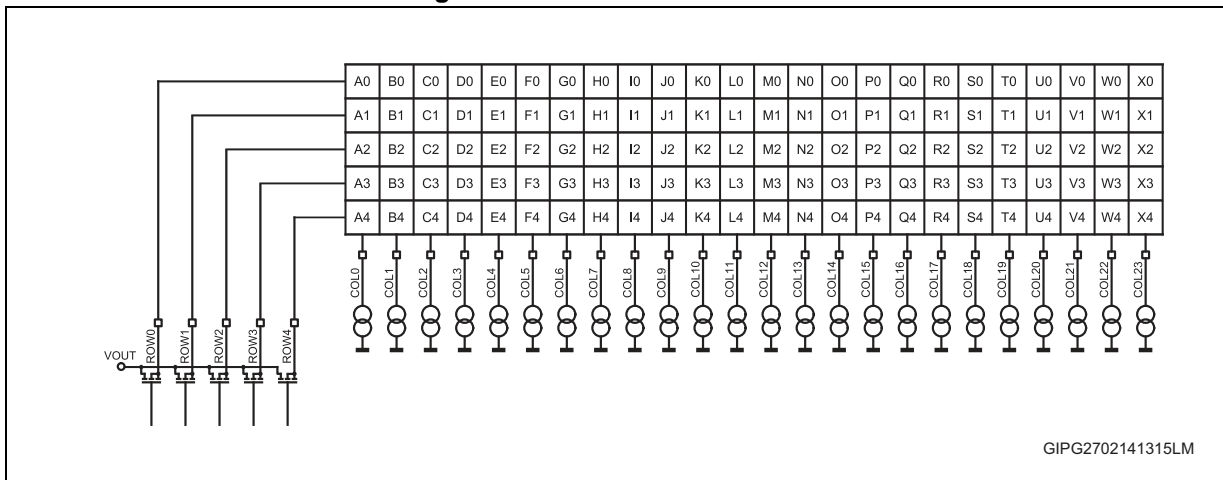 A0 B0 C0 D0 E0 F0 G0 H0 I0 J0 K0 L0 M0 N0 O0 P0 Q0 R0 S0 T0 U0 V0 W0 X0
A1 B1 C1 D1 E1 F1 G1 H1 I1 J1 K1 L1 M1 N1 O1 P1 Q1 R1 S1 T1 U1 V1 W1 X1
A2 B2 C2 D2 E2 F2 G2 H2 I2 J2 K2 L2 M2 N2 O2 P2 Q2 R2 S2 T2 U2 V2 W2 X2
A3 B3 C3 D3 E3 F3 G3 H3 I3 J3 K3 L3 M3 N3 O3 P3 Q3 R3 S3 T3 U3 V3 W3 X3
A4 B4 C4 D4 E4 F4 G4 H4 I4 J4 K4 L4 M4 N4 O4 P4 Q4 R4 S4 T4 U4 V4 W4 X4
COL0 COL1 COL2 COL3 COL4 COL5 COL6 COL7 COL8 COL9 COL10 COL11 COL12 COL13 COL14 COL15 COL16 COL17 COL18 COL19 COL20 COL21 COL22 COL23
VOUT ROW0 ROW1 ROW2 ROW3 ROW4
GIPG2702141315LM